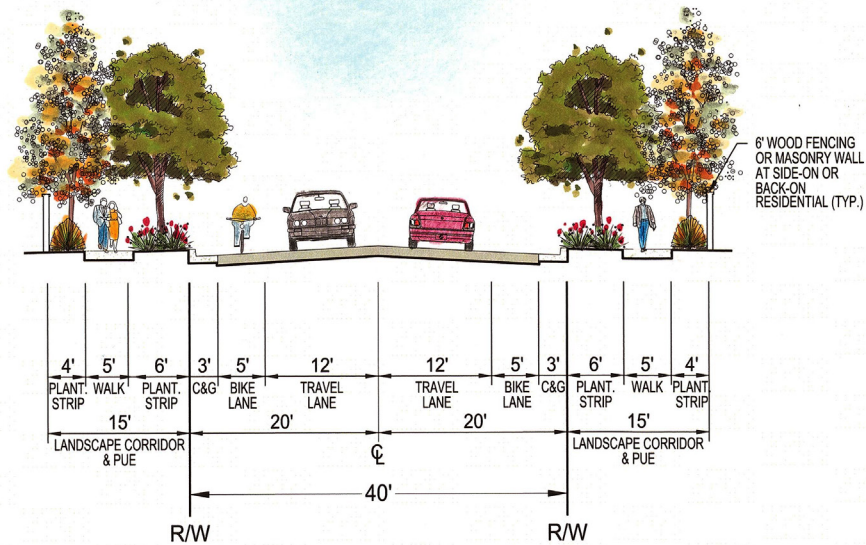 6' WOOD FENCING
OR MASONRY WALL
AT SIDE-ON OR
BACK-ON
RESIDENTIAL (TYP.)
4' 5' 6' 3' 5' 12' 12' 5' 3' 6' 5' 4'
PLANT. WALK PLANT. C&G BIKE TRAVEL TRAVEL BIKE C&G PLANT. WALK PLANT.
STRIP STRIP LANE LANE LANE LANE STRIP STRIP
15' 20' 20' 15'
LANDSCAPE CORRIDOR LANDSCAPE CORRIDOR
& PUE & PUE
℄
40'
R/W R/W